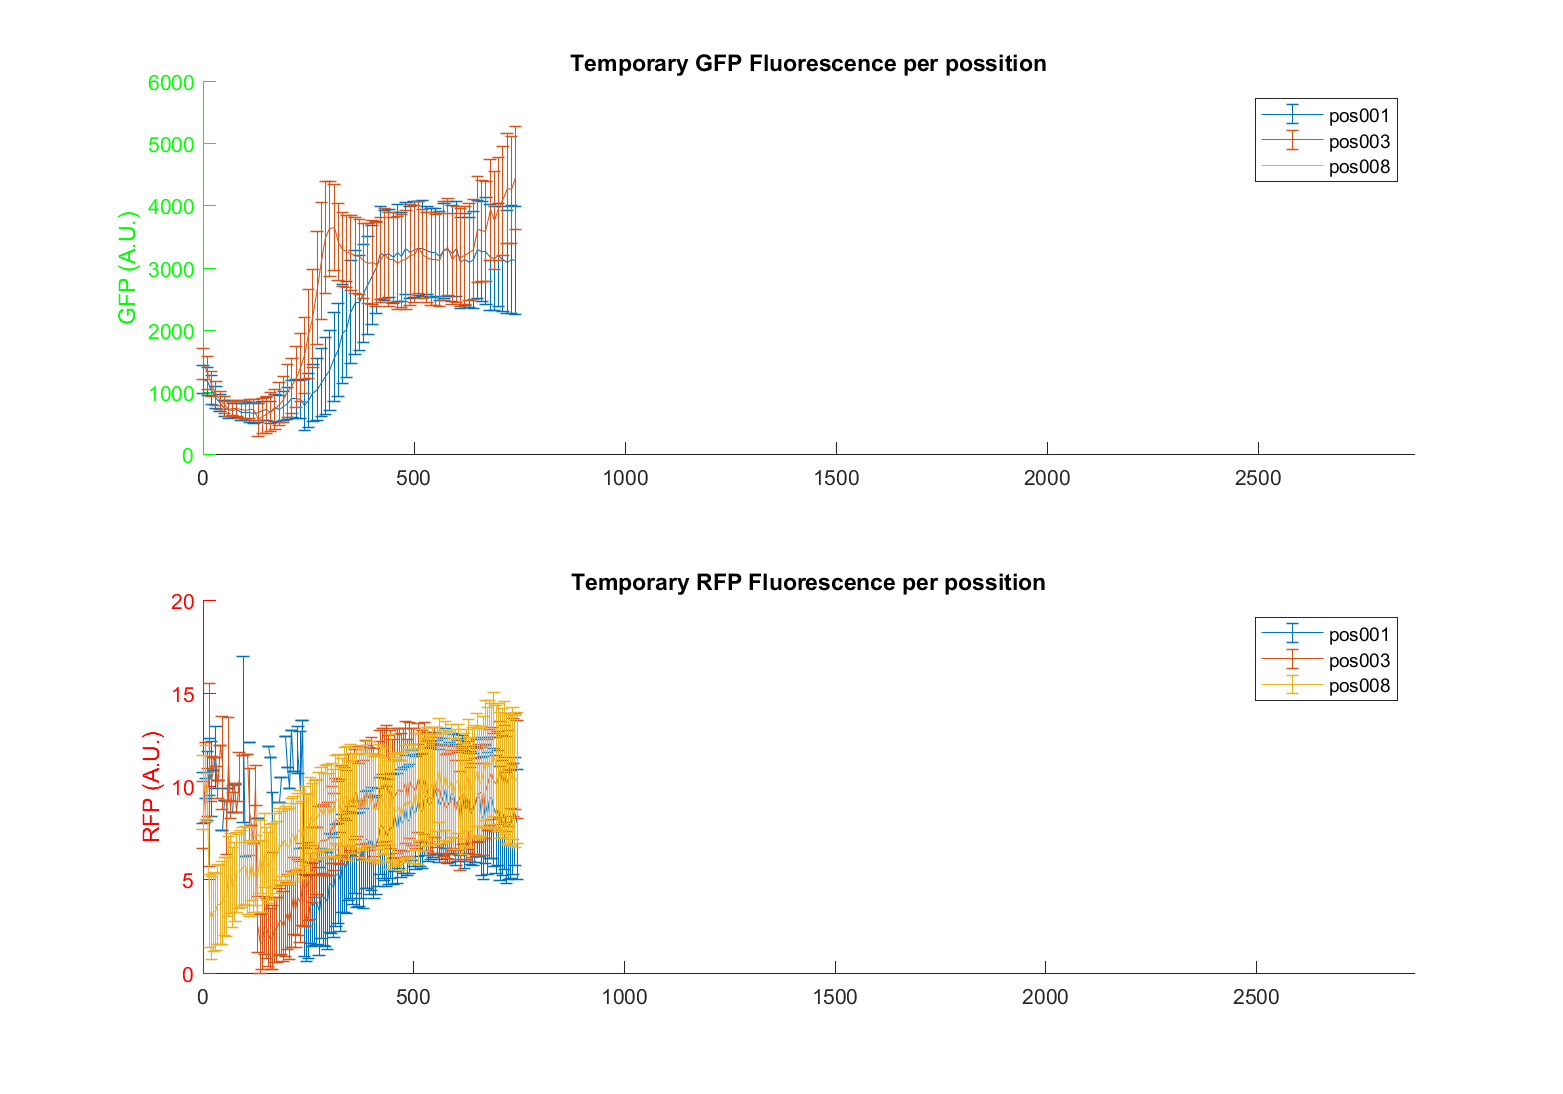 Temporary GFP Fluorescence per possition
6000
5000
4000
3000
2000
1000
0
GFP (A.U.)
pos001
pos003
pos008
0 500 1000 1500 2000 2500
Temporary RFP Fluorescence per possition
20
15
10
5
0
RFP (A.U.)
pos001
pos003
pos008
0 500 1000 1500 2000 2500